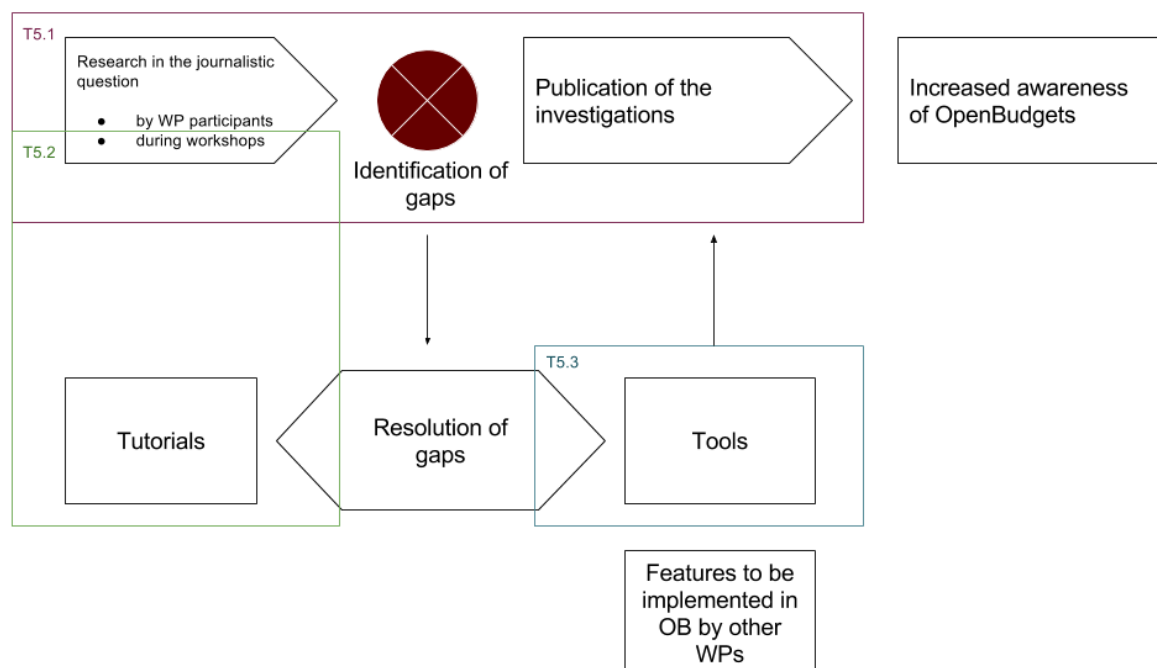 T5.1
Research in the journalistic
question
● by WP participants
● during workshops
T5.2
Identification of
gaps
Publication of the
investigations
Increased awareness
of OpenBudgets
T5.3
Tutorials
Resolution of
gaps
Tools
Features to be
implemented in
OB by other
WPs